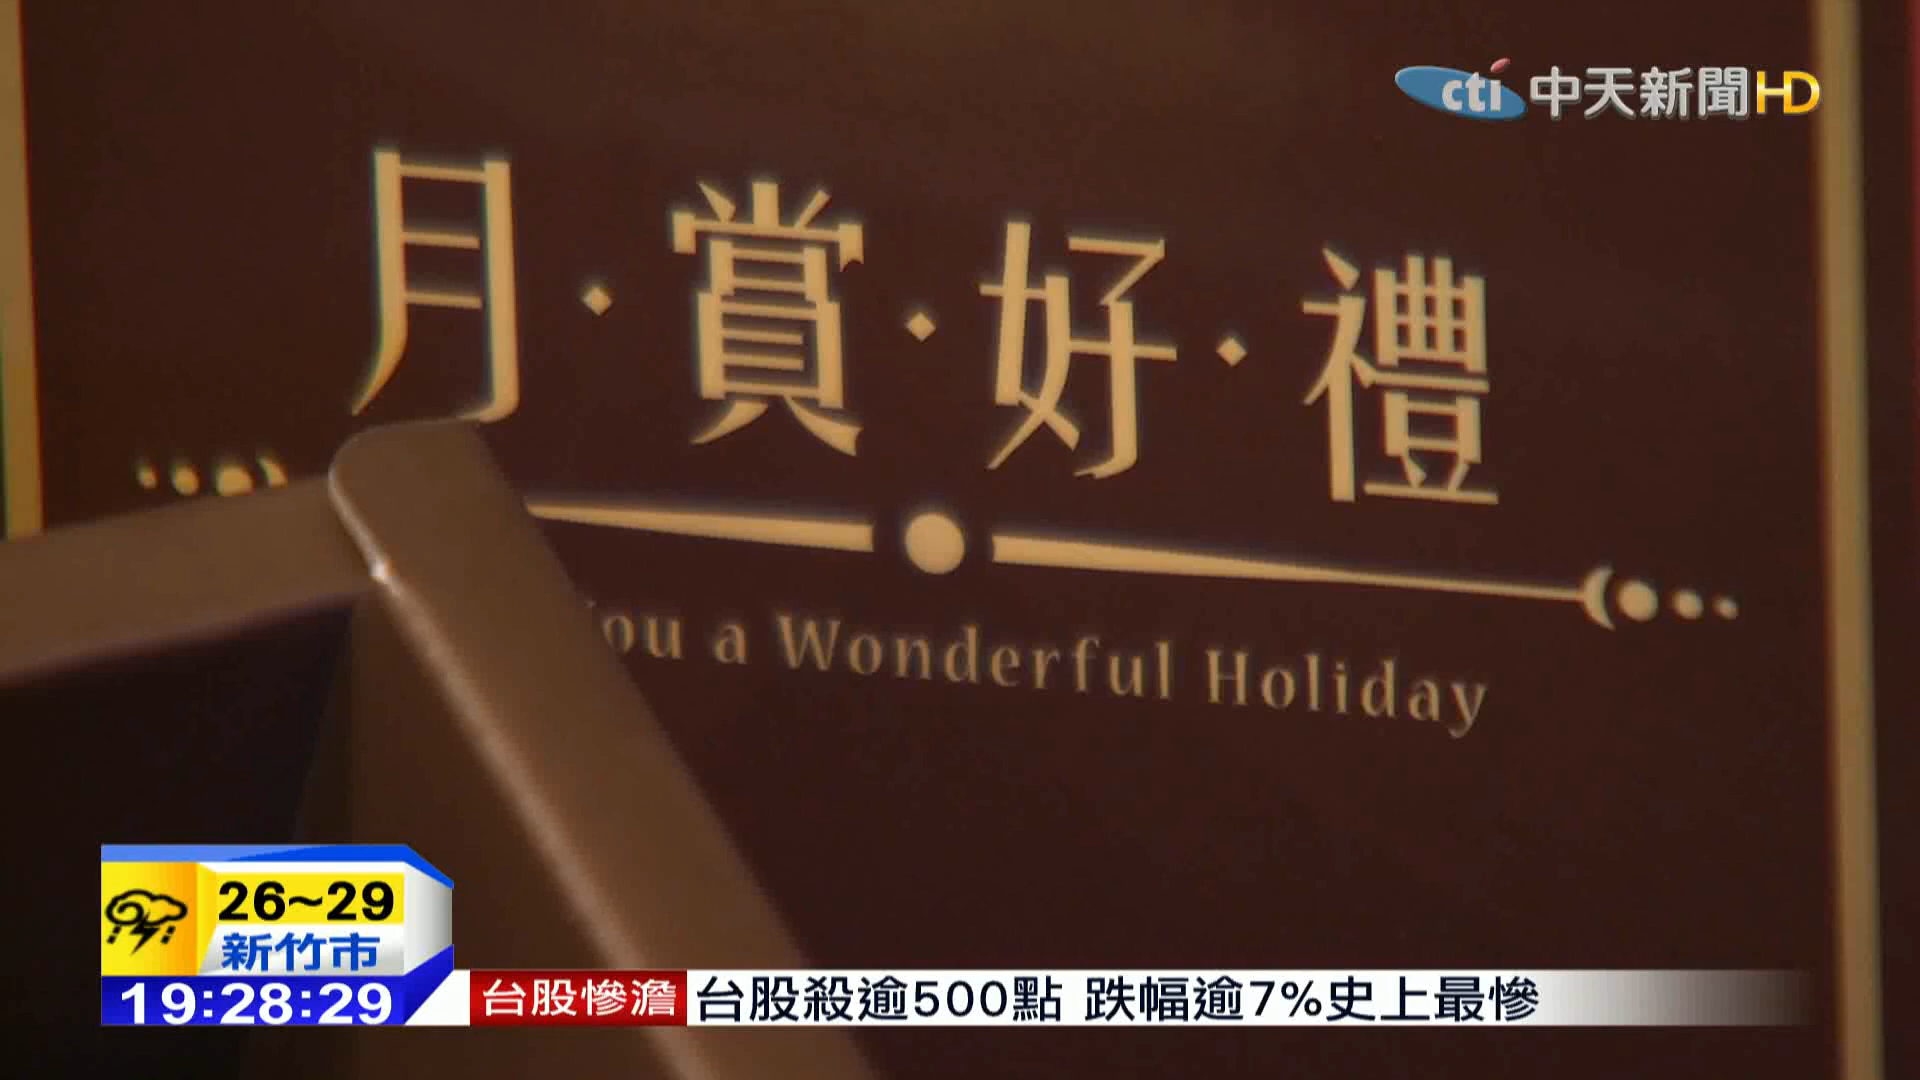 cti 中天新聞HD
月·賞·好·禮
You a Wonderful Holiday
26~29
新竹市
19:28:29
台股慘澹 台股殺逾500點 跌幅逾7%史上最慘